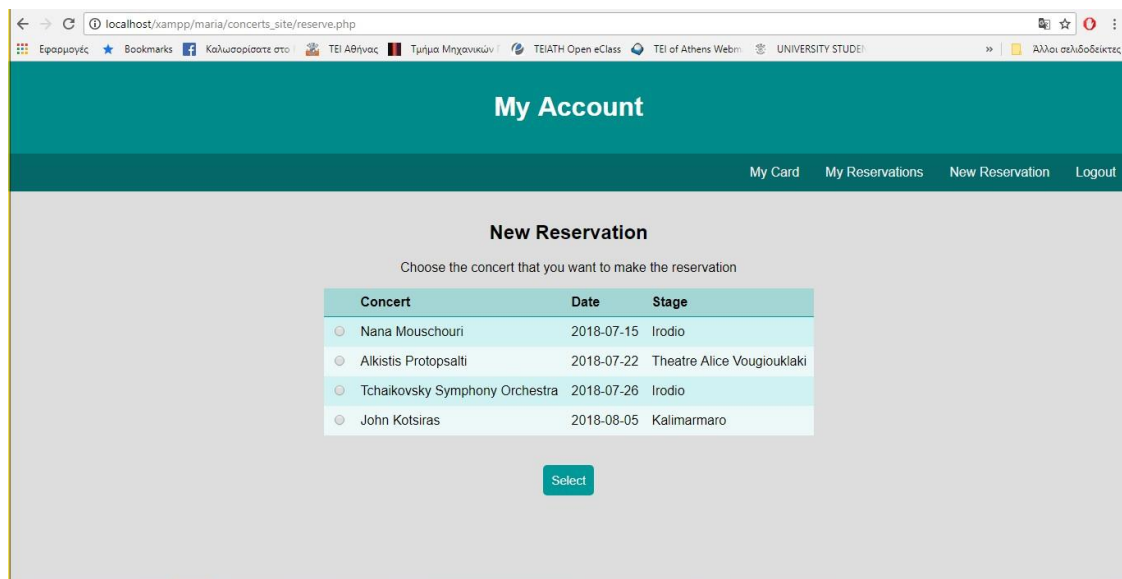 localhost/xampp/maria/concerts_site/reserve.php
Εφαρμογές Bookmarks Καλωσορίσατε στο ΤΕΙ Αθήνας Τμήμα Μηχανικών TEIATH Open eClass TEI of Athens Webm UNIVERSITY STUDEN » Άλλοι σελιδοδείκτες
My Account
My Card My Reservations New Reservation Logout
New Reservation
Choose the concert that you want to make the reservation
Concert Date Stage
Nana Mouschouri 2018-07-15 Irodio
Alkistis Protopsalti 2018-07-22 Theatre Alice Vougiouklaki
Tchaikovsky Symphony Orchestra 2018-07-26 Irodio
John Kotsiras 2018-08-05 Kalimarmaro
Select